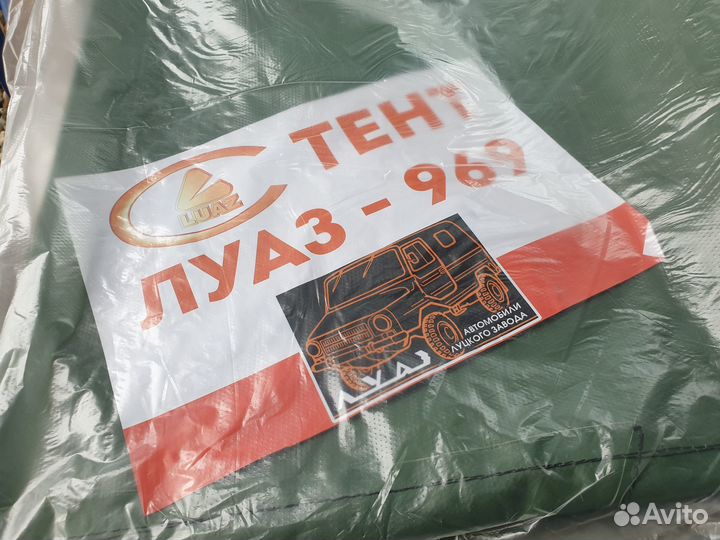 ТЕНТ
LUAZ
ЛУАЗ - 969
АВТОМОБИЛИ
ЛУЦКОГО ЗАВОДА
ЛУАЗ
Avito